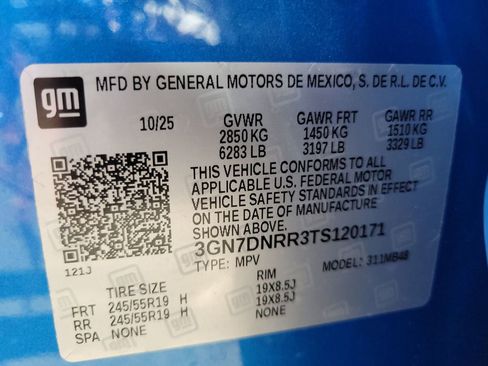 gm
MFD BY GENERAL MOTORS DE MEXICO, S. DE R.L. DE C.V.
10/25 GVWR GAWR FRT GAWR RR
2850 KG 1450 KG 1510 KG
6283 LB 3197 LB 3329 LB
THIS VEHICLE CONFORMS TO ALL
APPLICABLE U.S. FEDERAL MOTOR
VEHICLE SAFETY STANDARDS IN EFFECT
ON THE DATE OF MANUFACTURE
SHOWN ABOVE.
3GN7DNRR3TS120171
121J TYPE: MPV MODEL: 311MB48
TIRE SIZE RIM
FRT 245/55R19 H 19X8.5J
RR 245/55R19 H 19X8.5J
SPA NONE NONE